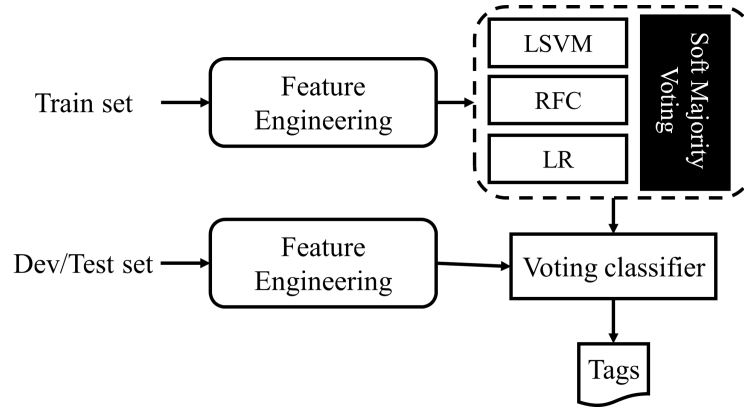 Train set
Feature
Engineering
LSVM
RFC
LR
Soft Majority
Voting
Dev/Test set
Feature
Engineering
Voting classifier
Tags